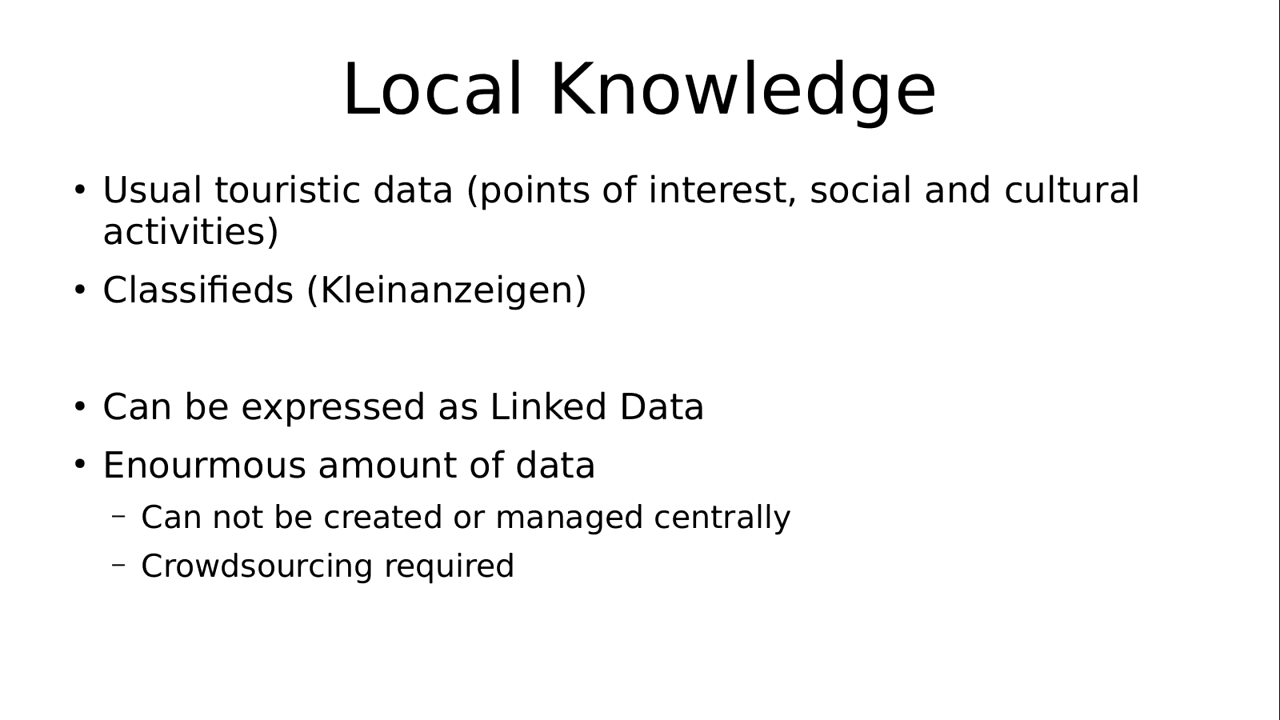 Local Knowledge
• Usual touristic data (points of interest, social and cultural
activities)
• Classifieds (Kleinanzeigen)
• Can be expressed as Linked Data
• Enourmous amount of data
– Can not be created or managed centrally
– Crowdsourcing required